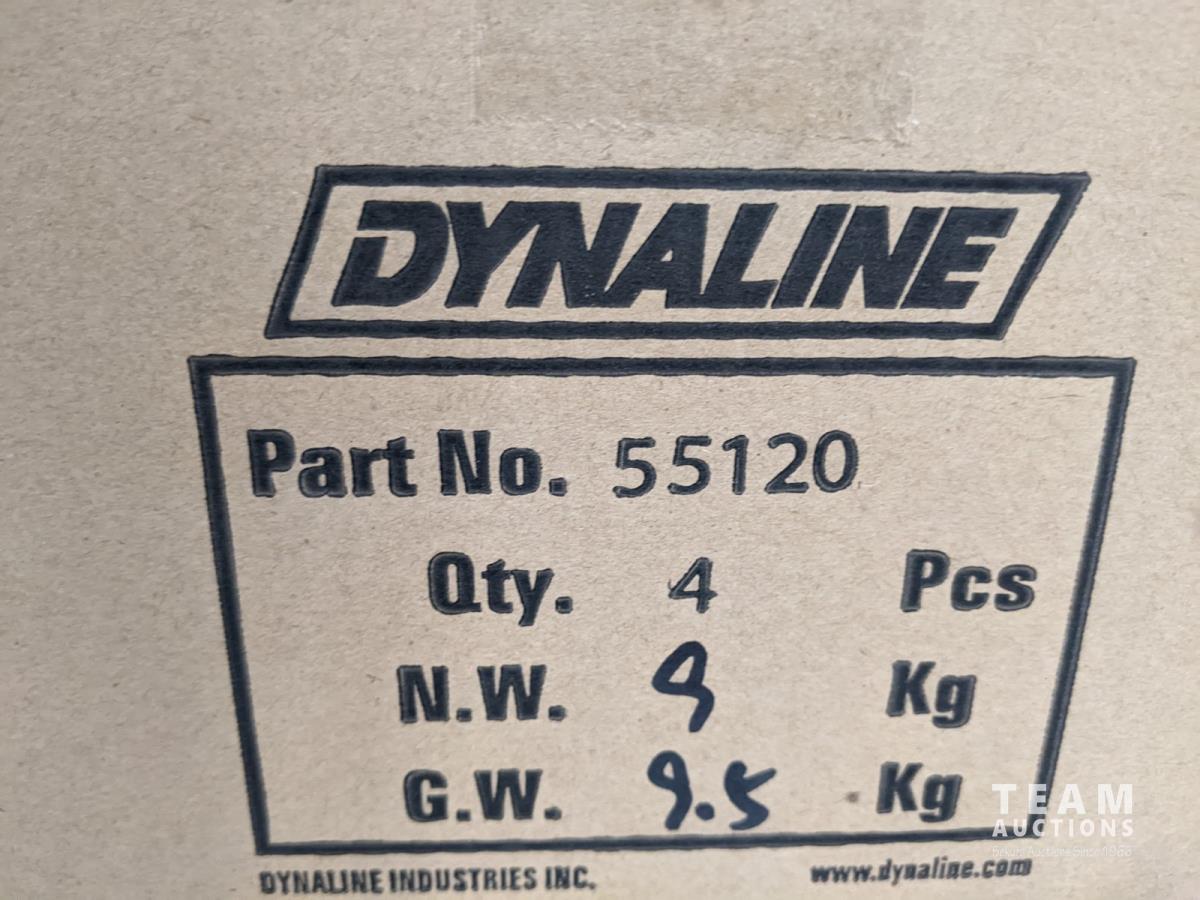 DYNALINE
Part No. 55120
Qty. 4 Pcs
N.W. 9 Kg
G.W. 9.5 Kg
DYNALINE INDUSTRIES INC. www.dynaline.com
TEAM
AUCTIONS